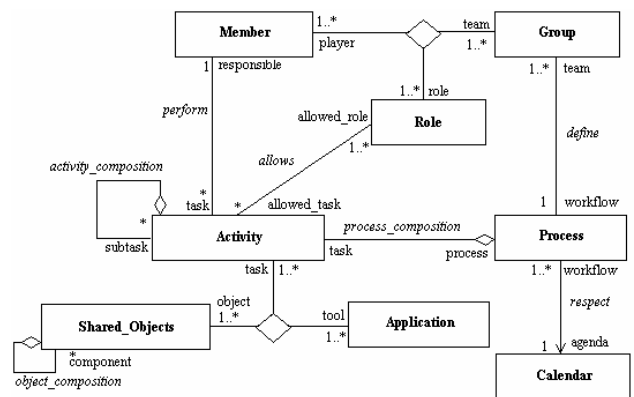 Member
1..*
player
team
1..*
Group
1
responsible
1..*
team
perform
1..*
role
allowed_role
Role
1..*
define
allows
activity_composition
*
task
*
allowed_task
1
workflow
*
subtask
Activity
process_composition
task
process
Process
task
1..*
1..*
workflow
object
respect
Shared_Objects
1..*
tool
1..*
Application
*
component
object_composition
1
agenda
Calendar